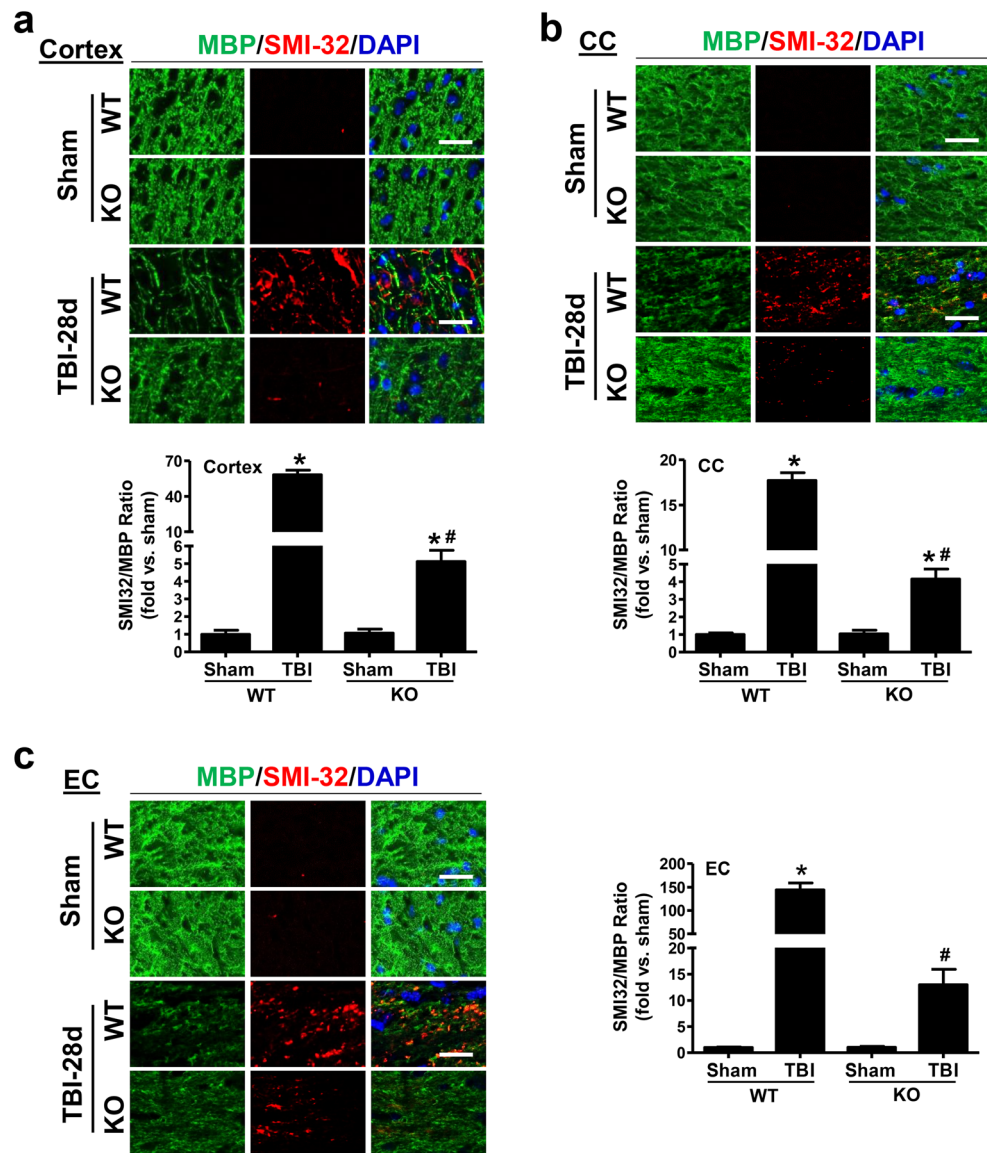 a
Cortex
MBP/SMI-32/DAPI
Sham
WT
KO
TBI-28d
WT
KO
SMI32/MBP Ratio
(fold vs. sham)
Cortex
70
40
10
6
5
4
3
2
1
0
*
* #
Sham TBI Sham TBI
WT KO
b
CC
MBP/SMI-32/DAPI
Sham
WT
KO
TBI-28d
WT
KO
SMI32/MBP Ratio
(fold vs. sham)
CC
20
15
10
5
4
3
2
1
0
*
* #
Sham TBI Sham TBI
WT KO
c
EC
MBP/SMI-32/DAPI
Sham
WT
KO
TBI-28d
WT
KO
SMI32/MBP Ratio
(fold vs. sham)
EC
200
150
100
50
20
15
10
5
0
*
#
Sham TBI Sham TBI
WT KO